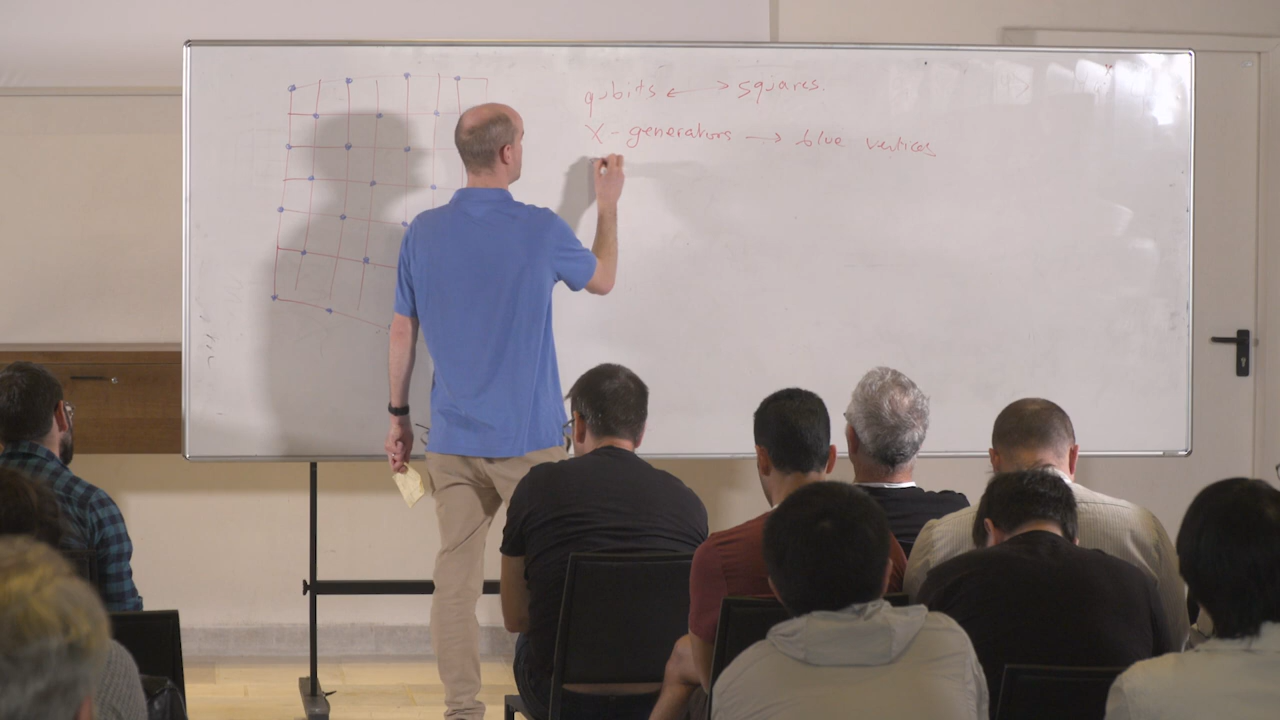 qubits ↔ squares.
X - generators → blue vertices